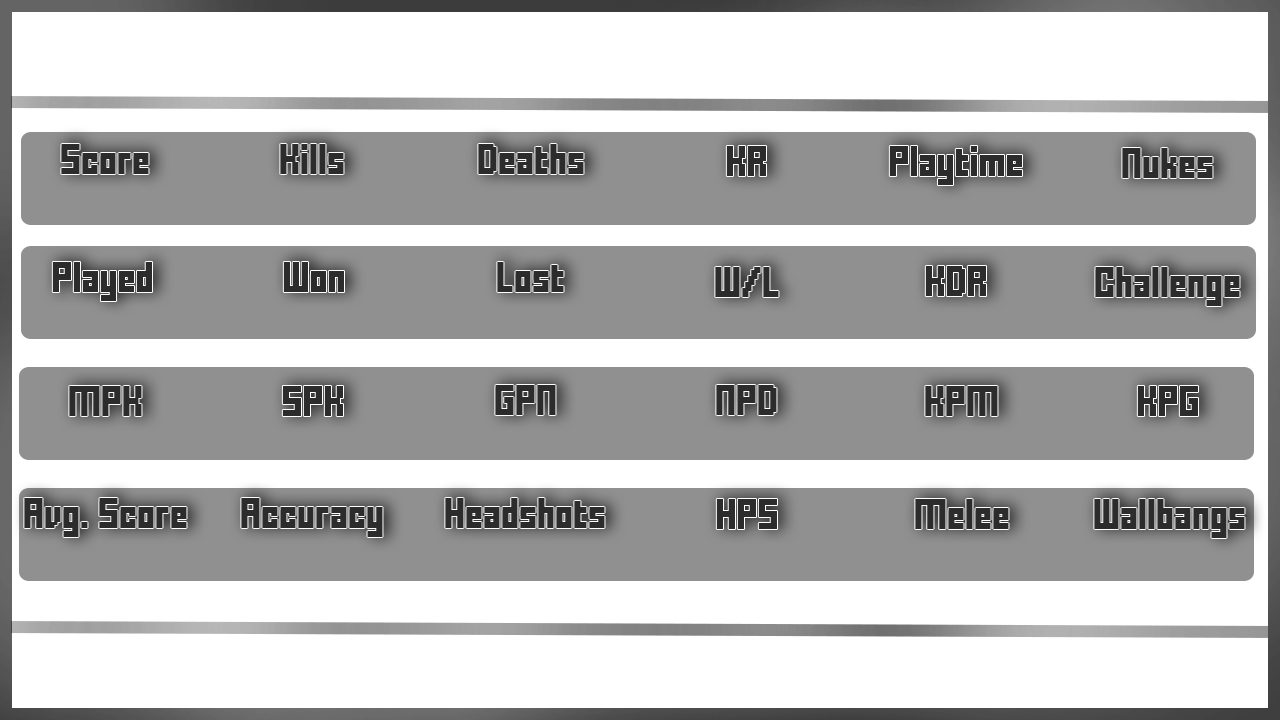 Score Kills Deaths KR Playtime Nukes
Played Won Lost W/L KDR Challenge
MPK SPK GPN NPD KPM KPG
Avg. Score Accuracy Headshots HPS Melee Wallbangs